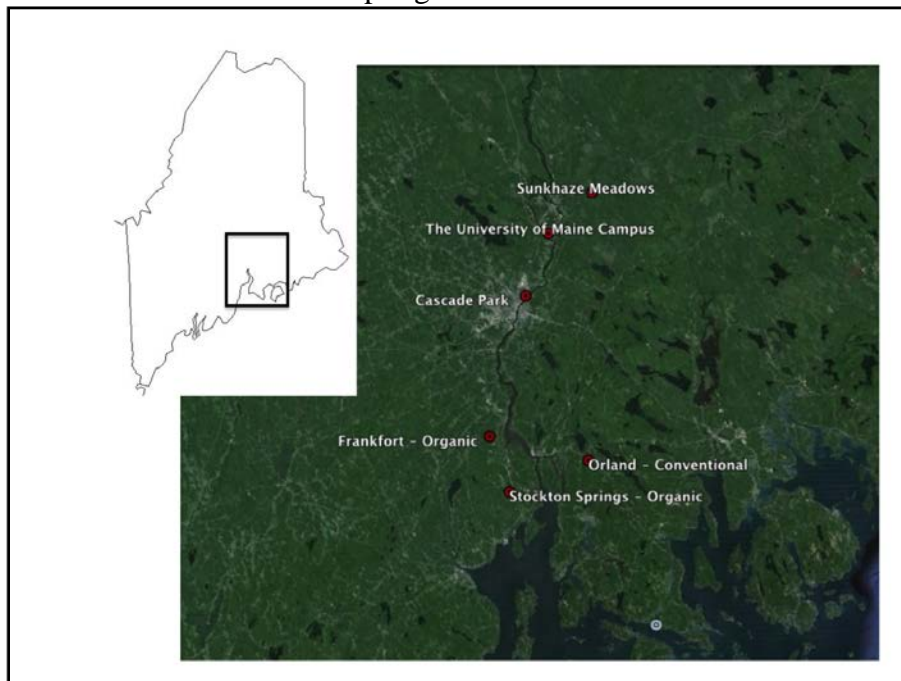 Sunkhaze Meadows
The University of Maine Campus
Cascade Park
Frankfort - Organic
Orland - Conventional
Stockton Springs - Organic